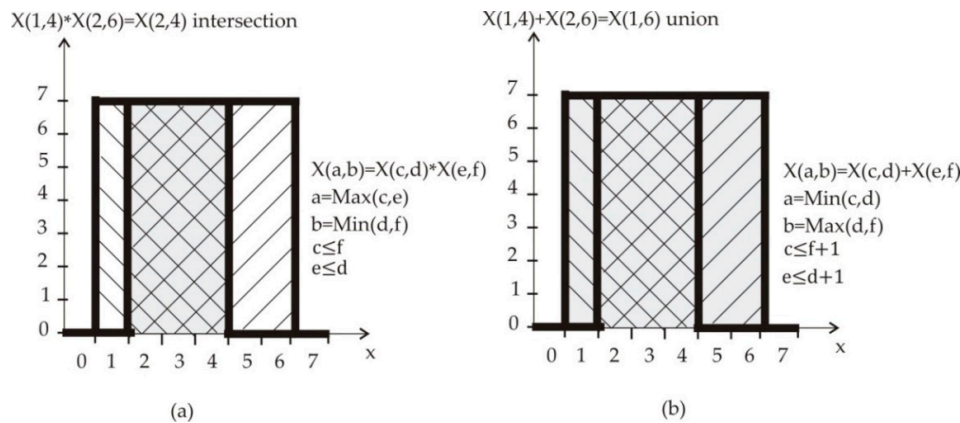 X(1,4)*X(2,6)=X(2,4) intersection
7
6
5
4
3
2
1
0
0 1 2 3 4 5 6 7
x
X(a,b)=X(c,d)*X(e,f)
a=Max(c,e)
b=Min(d,f)
c≤f
e≤d
(a)
X(1,4)+X(2,6)=X(1,6) union
7
6
5
4
3
2
1
0
0 1 2 3 4 5 6 7
x
X(a,b)=X(c,d)+X(e,f)
a=Min(c,d)
b=Max(d,f)
c≤f+1
e≤d+1
(b)